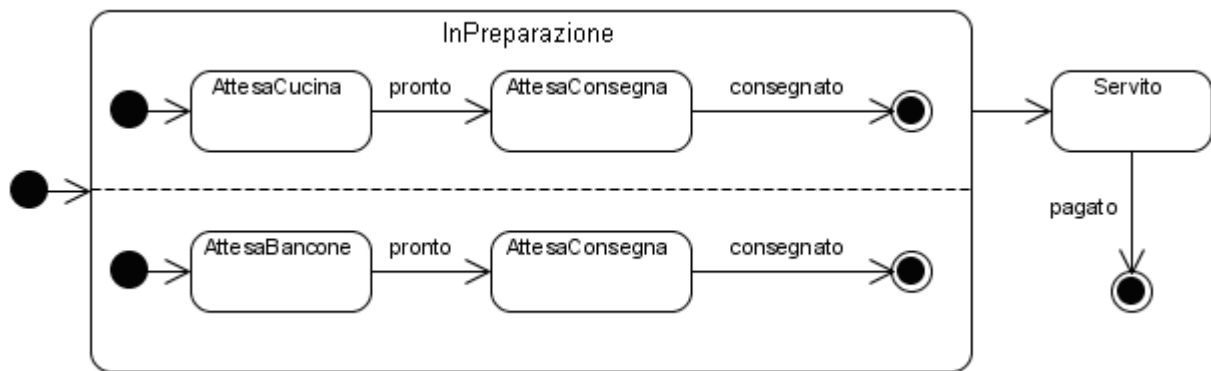 InPreparazione
AttesaCucina
pronto
AttesaConsegna
consegnato
Servito
AttesaBancone
pronto
AttesaConsegna
consegnato
pagato